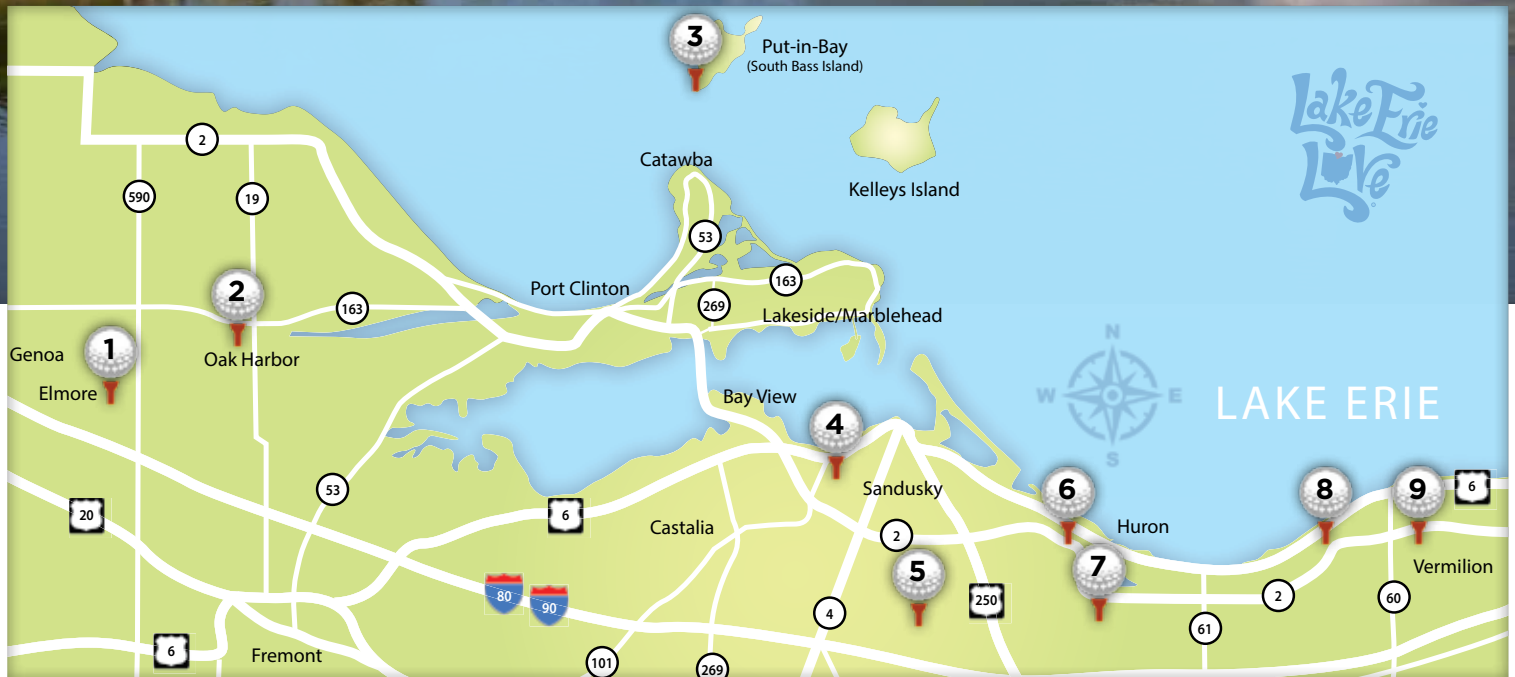 3
Put-in-Bay
(South Bass Island)
Lake Erie
Love
2
Catawba
590
19
Kelleys Island
53
2
Port Clinton
163
163
269
Lakeside/Marblehead
1
Genoa
Oak Harbor
Elmore
N
W
E
S
LAKE ERIE
Bay View
4
53
Sandusky
6
8
9
6
20
6
Castalia
2
Huron
5
7
Vermilion
80
90
250
2
60
4
61
6
Fremont
101
269